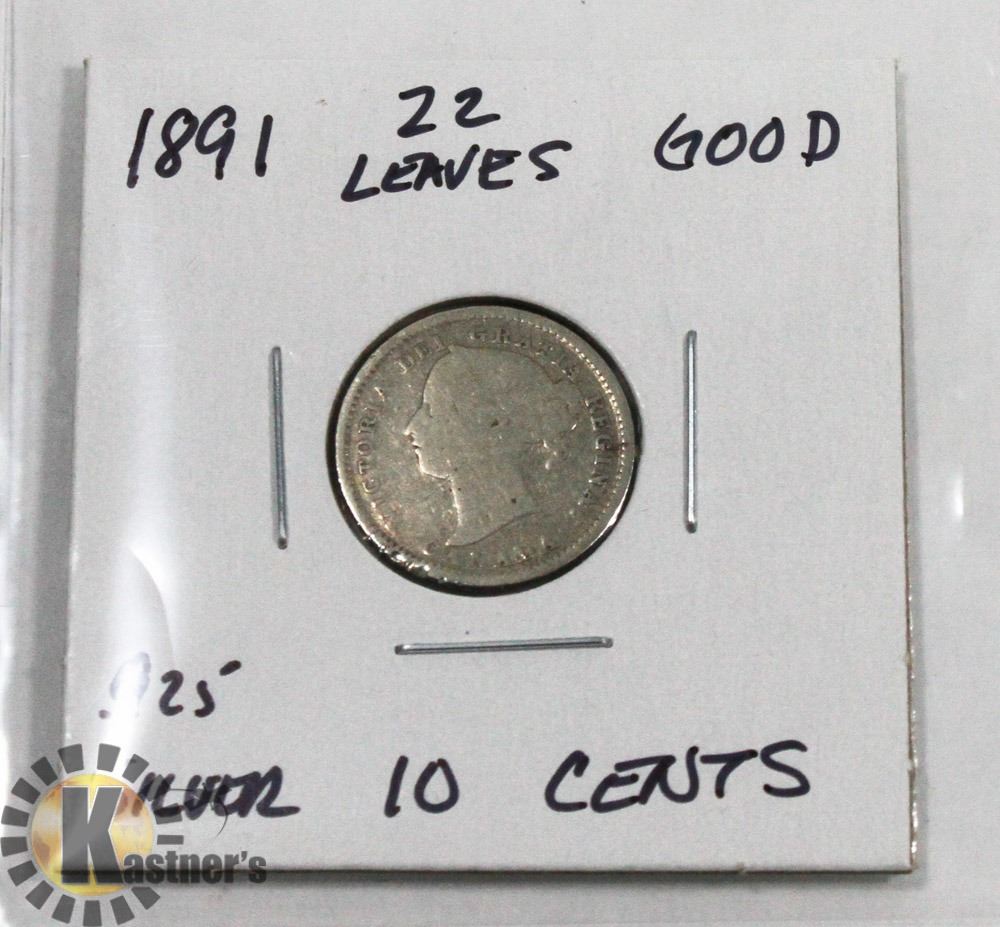 1891 22 LEAVES GOOD
VICTORIA DEI GRATIA REGINA
.925
SILVER 10 CENTS
Kastner's